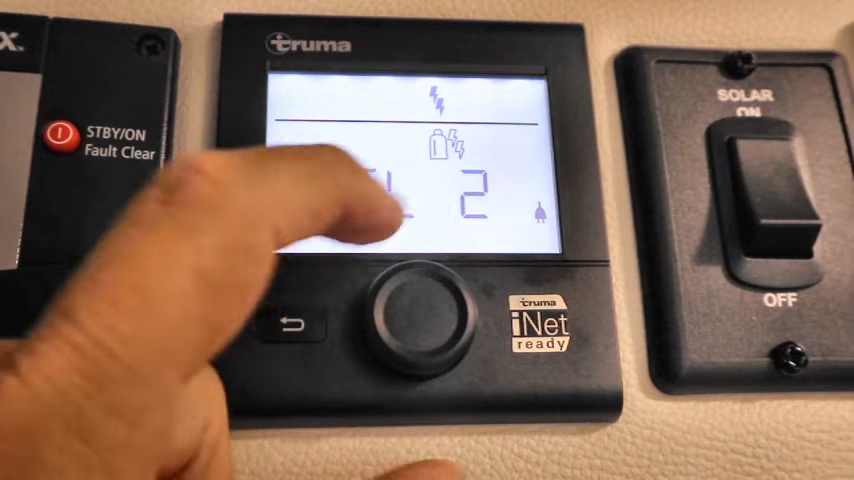 truma
STBY/ON
Fault Clear
2
truma
iNet
ready
SOLAR
ON
OFF